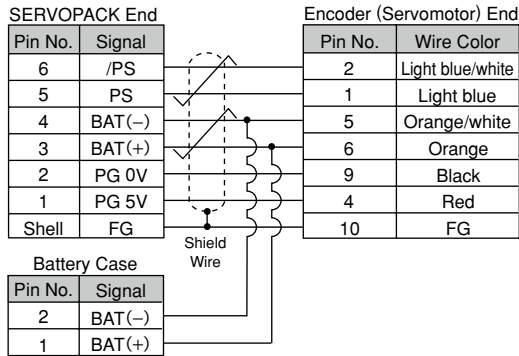 SERVOPACK End
Encoder (Servomotor) End
Pin No. Signal
Pin No. Wire Color
6 /PS 2 Light blue/white
5 PS 1 Light blue
4 BAT(−) 5 Orange/white
3 BAT(+) 6 Orange
2 PG 0V 9 Black
1 PG 5V 4 Red
Shell FG 10 FG
Shield
Wire
Battery Case
Pin No. Signal
2 BAT(−)
1 BAT(+)